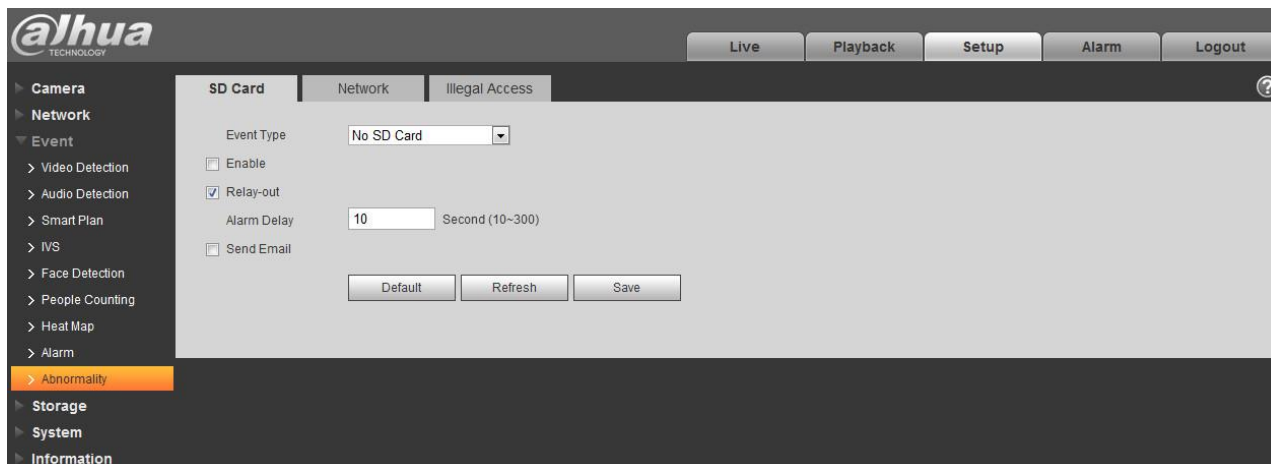 alhua
TECHNOLOGY
Live Playback Setup Alarm Logout
Camera
Network
Event
Video Detection
Audio Detection
Smart Plan
IVS
Face Detection
People Counting
Heat Map
Alarm
Abnormality
Storage
System
Information
SD Card Network Illegal Access
?
Event Type No SD Card
Enable
Relay-out
Alarm Delay 10 Second (10~300)
Send Email
Default Refresh Save